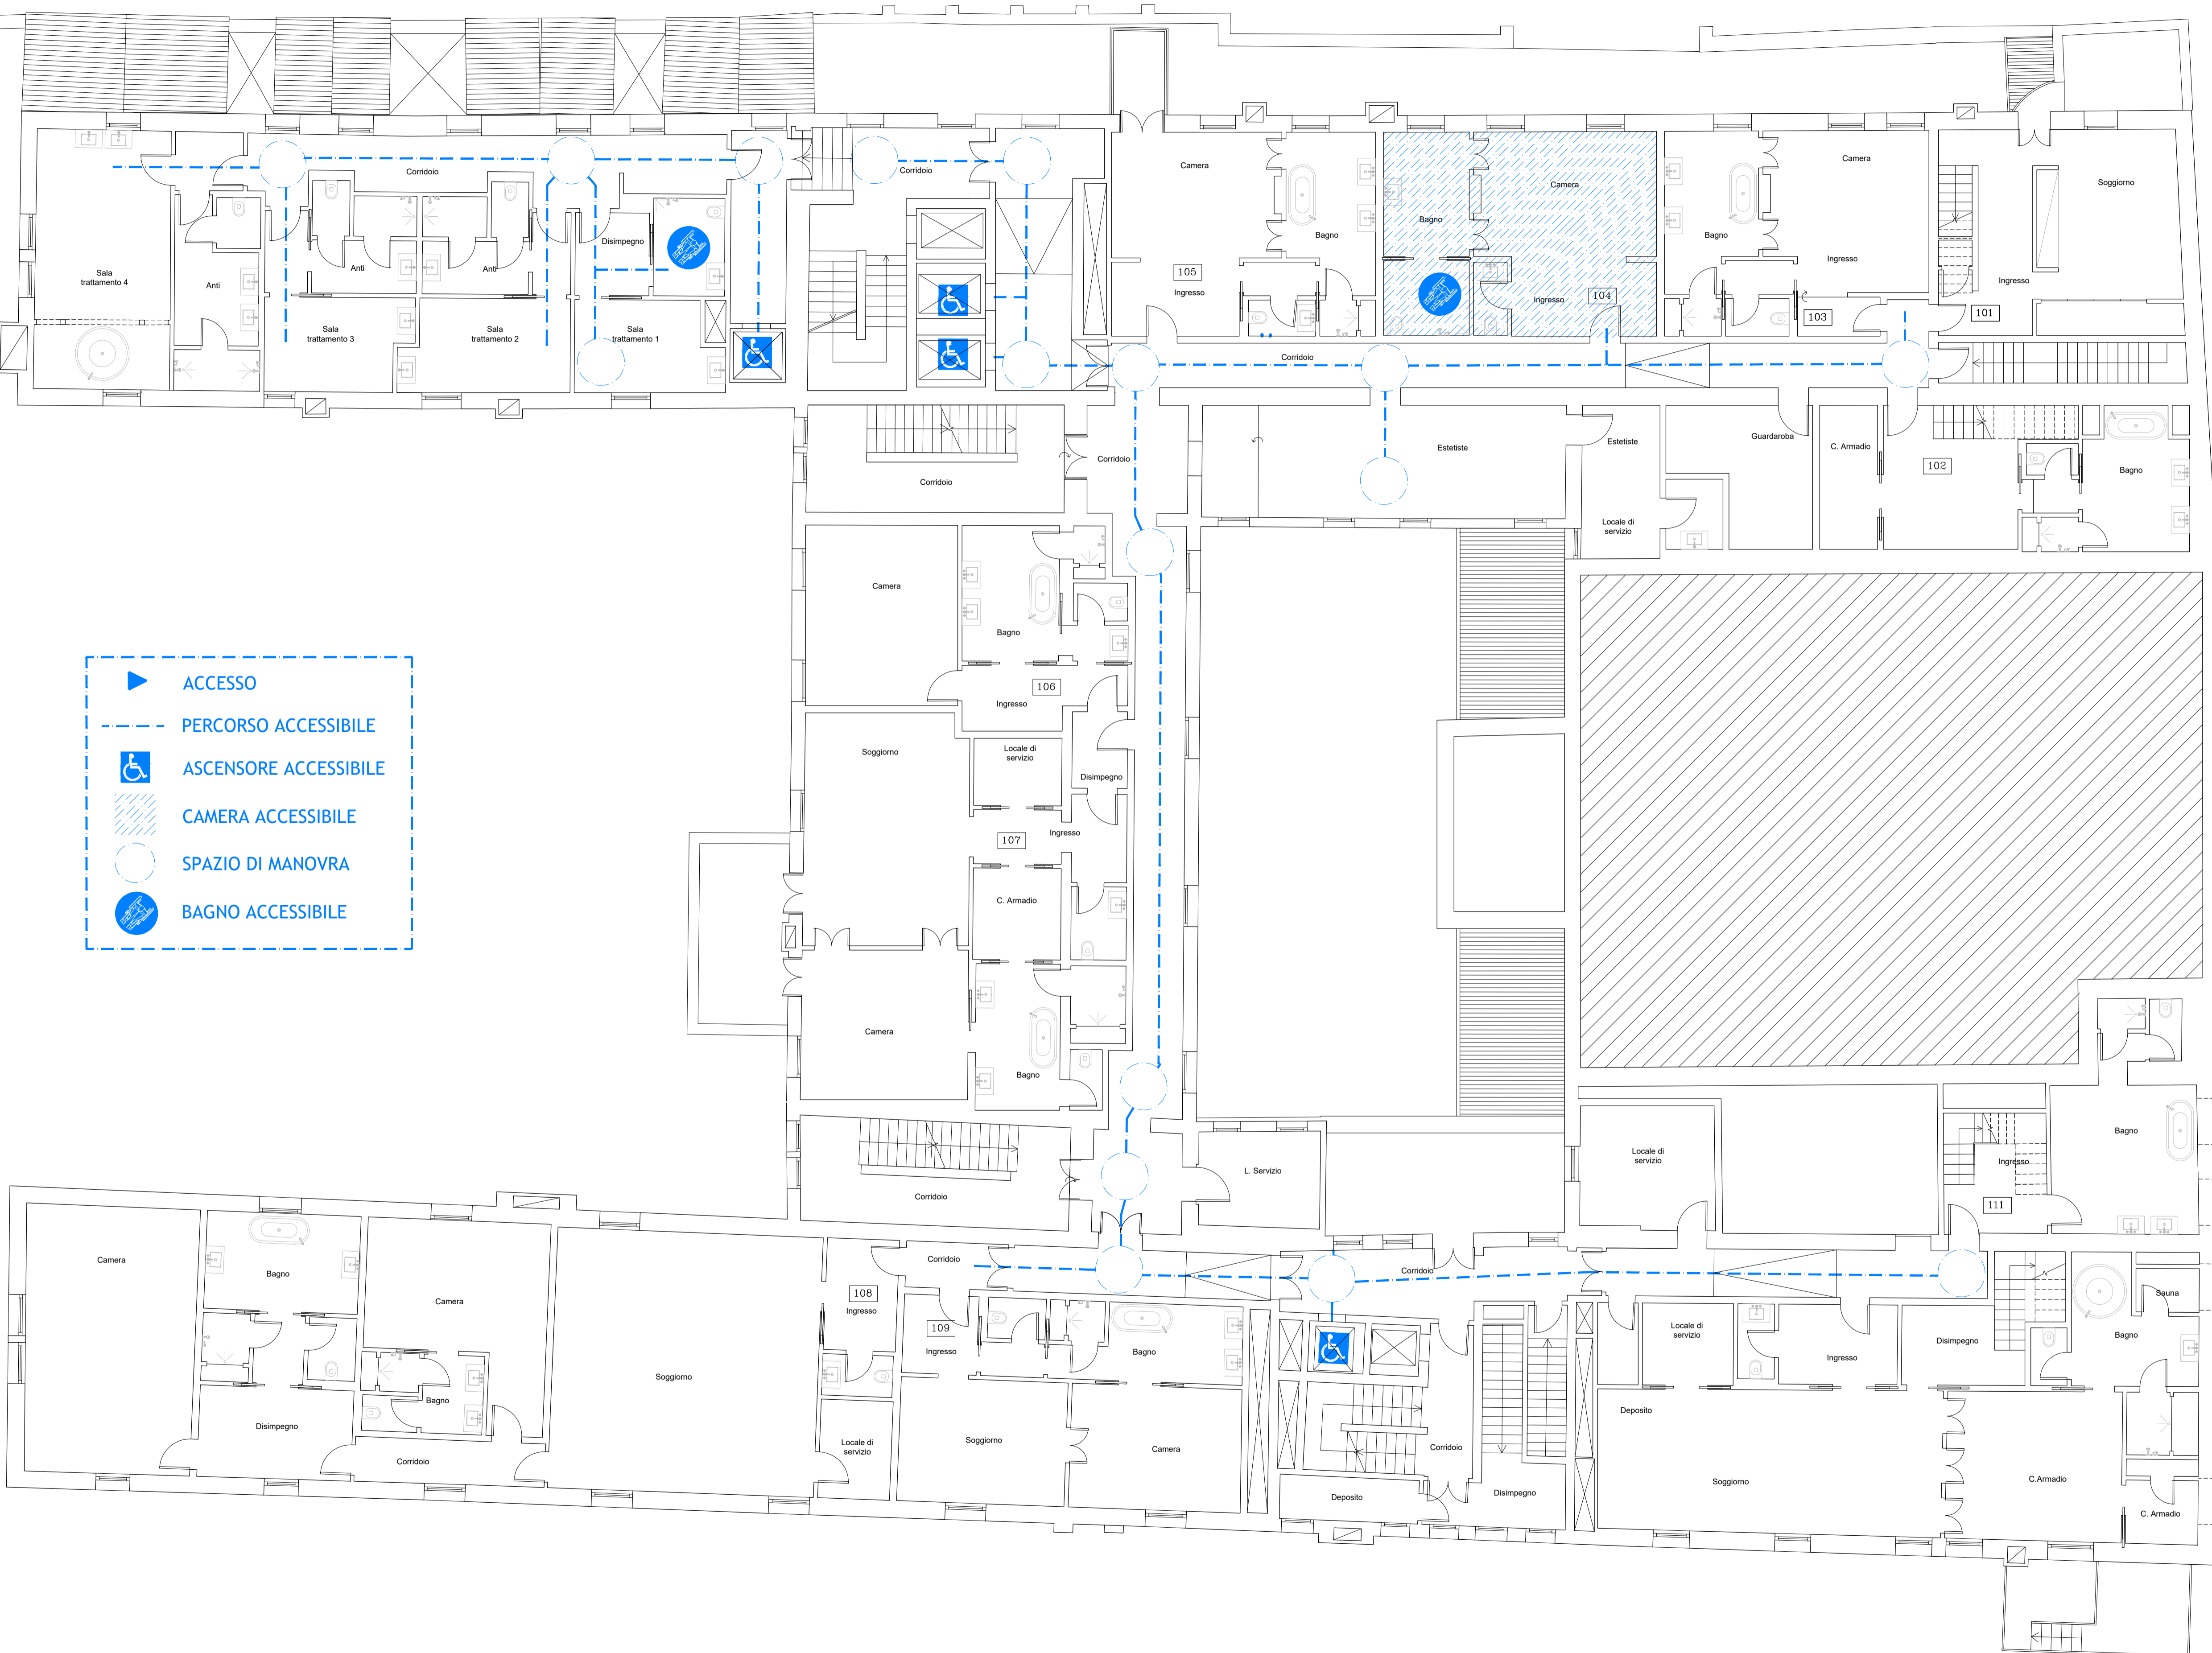 Corridoio
Corridoio
Camera
Camera
Camera
Soggiorno
Bagno
Disimpegno
Bagno
Bagno
Anti
Anti
Sala
trattamento 4
Anti
105
Ingresso
Ingresso
104
Ingresso
Ingresso
103
101
Sala
trattamento 3
Sala
trattamento 2
Sala
trattamento 1
Corridoio
Guardaroba
Estetiste
Estetiste
C. Armadio
Corridoio
102
Bagno
Corridoio
Locale di
servizio
Camera
Bagno
106
Ingresso
ACCESSO
PERCORSO ACCESSIBILE
ASCENSORE ACCESSIBILE
CAMERA ACCESSIBILE
SPAZIO DI MANOVRA
BAGNO ACCESSIBILE
Soggiorno
Locale di
servizio
Disimpegno
107
Ingresso
C. Armadio
Camera
Bagno
Bagno
Locale di
servizio
Ingresso
L. Servizio
Corridoio
111
Camera
Bagno
Corridoio
Corridoio
Camera
108
Ingresso
Sauna
109
Ingresso
Bagno
Locale di
servizio
Disimpegno
Bagno
Ingresso
Soggiorno
Bagno
Deposito
Disimpegno
Corridoio
Locale di
servizio
Soggiorno
Camera
Corridoio
Soggiorno
C.Armadio
Deposito
Disimpegno
C. Armadio